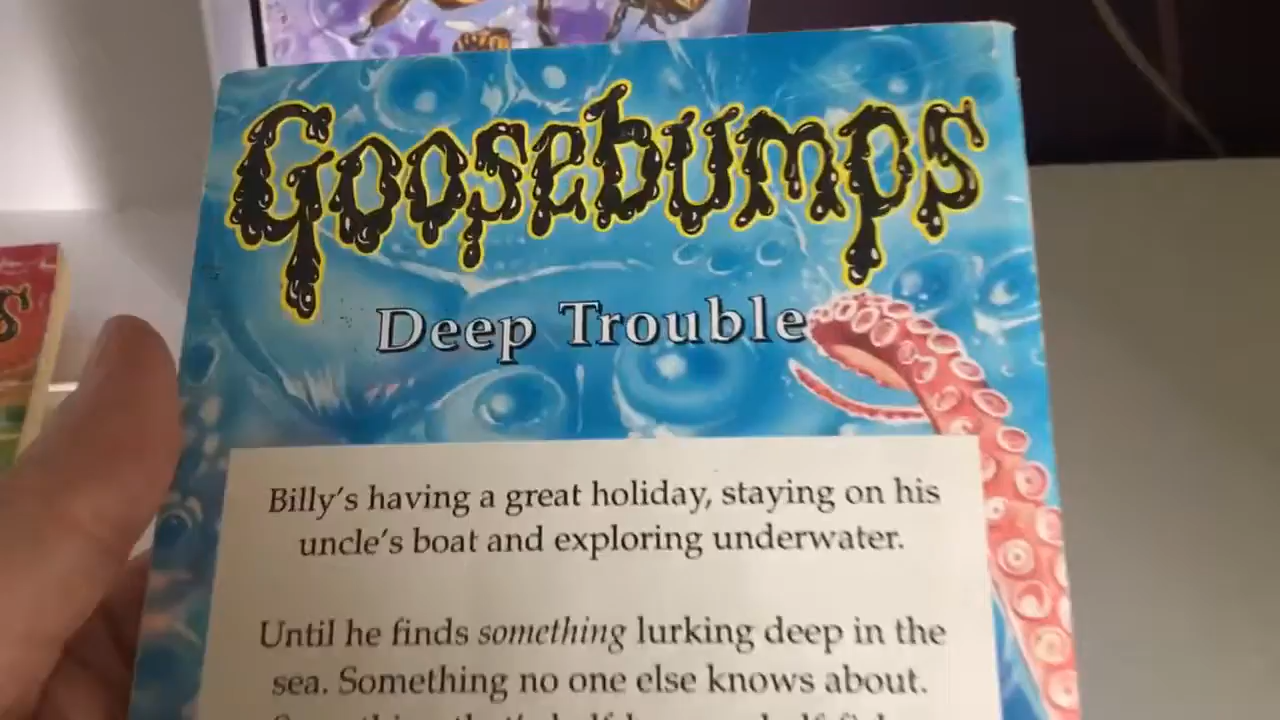 Goosebumps
Deep Trouble
Billy's having a great holiday, staying on his
uncle's boat and exploring underwater.
Until he finds something lurking deep in the
sea. Something no one else knows about.